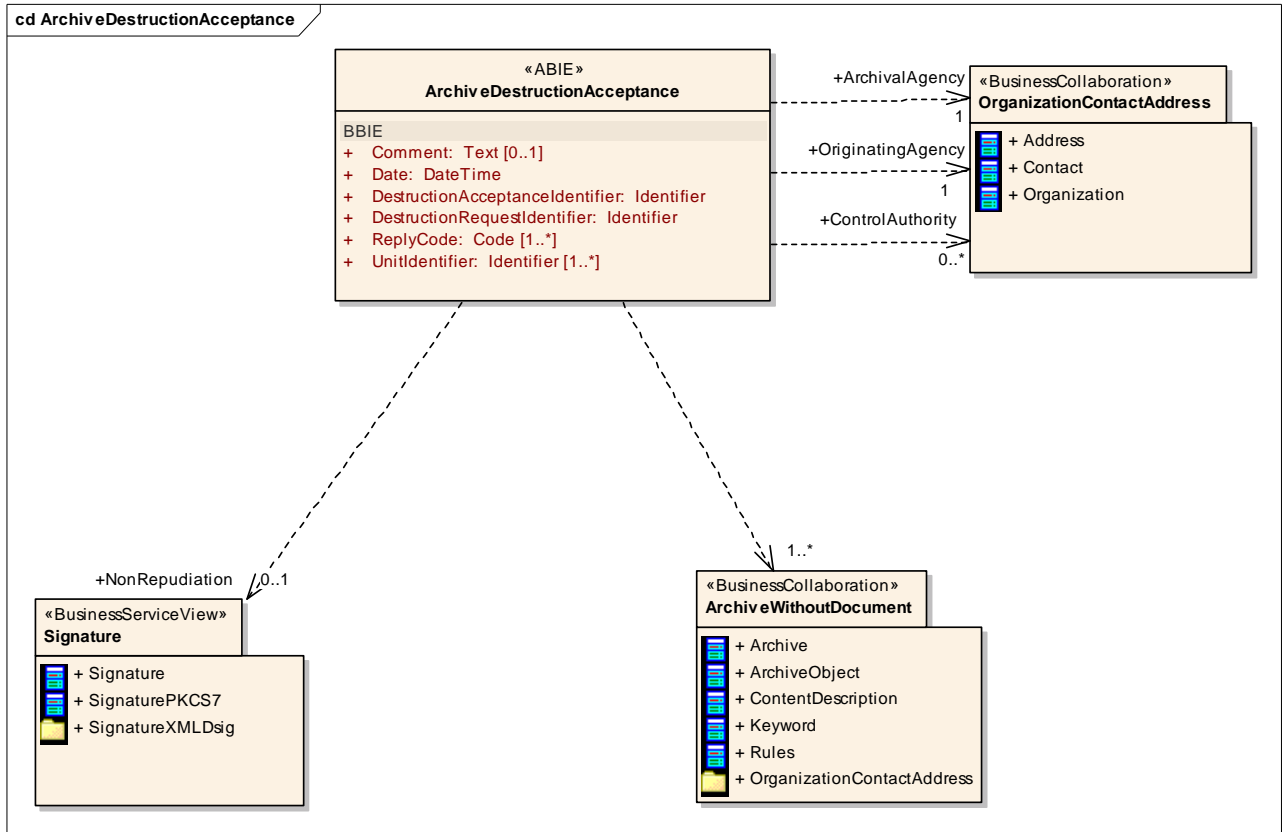 cd ArchiveDestructionAcceptance
«ABIE»
ArchiveDestructionAcceptance
BBIE
+ Comment: Text [0..1]
+ Date: DateTime
+ DestructionAcceptanceIdentifier: Identifier
+ DestructionRequestIdentifier: Identifier
+ ReplyCode: Code [1..*]
+ UnitIdentifier: Identifier [1..*]
+ArchivalAgency
1
+OriginatingAgency
1
+ControlAuthority
0..*
«BusinessCollaboration»
OrganizationContactAddress
+ Address
+ Contact
+ Organization
+NonRepudiation
0..1
«BusinessServiceView»
Signature
+ Signature
+ SignaturePKCS7
+ SignatureXMLDsig
1..*
«BusinessCollaboration»
ArchiveWithoutDocument
+ Archive
+ ArchiveObject
+ ContentDescription
+ Keyword
+ Rules
+ OrganizationContactAddress